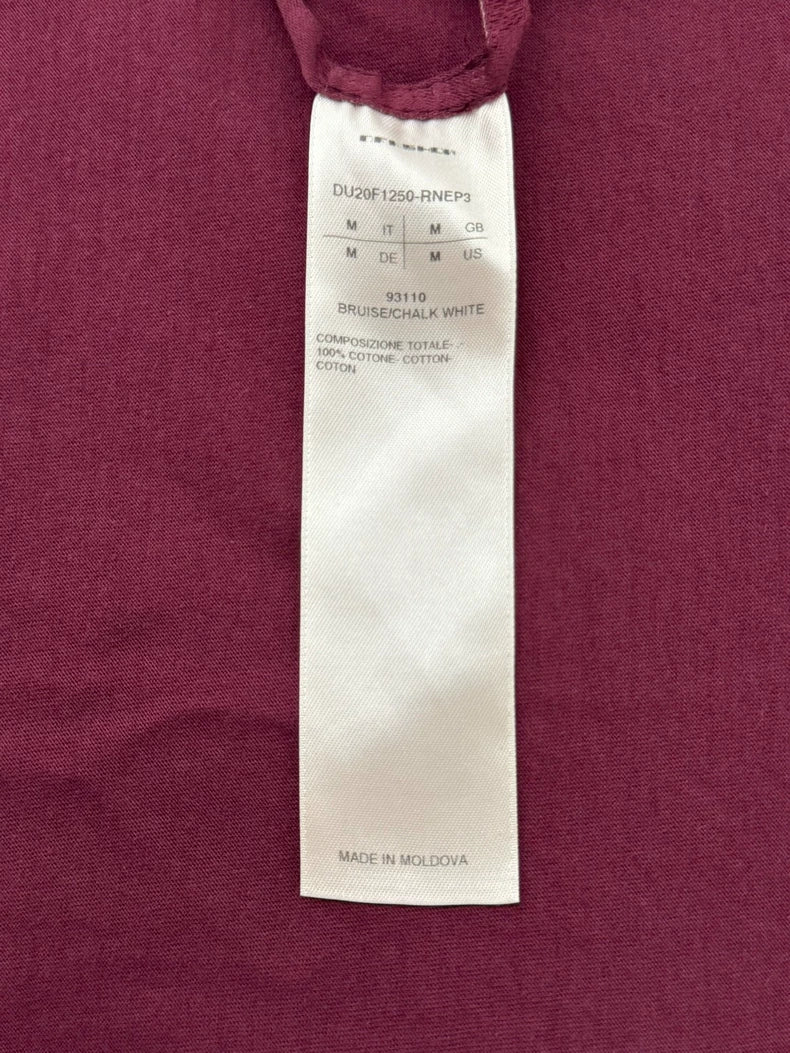 DU20F1250-RNEP3
M IT M GB
M DE M US
93110
BRUISE/CHALK WHITE
COMPOSIZIONE TOTALE- -
100% COTONE- COTTON-
COTON
MADE IN MOLDOVA